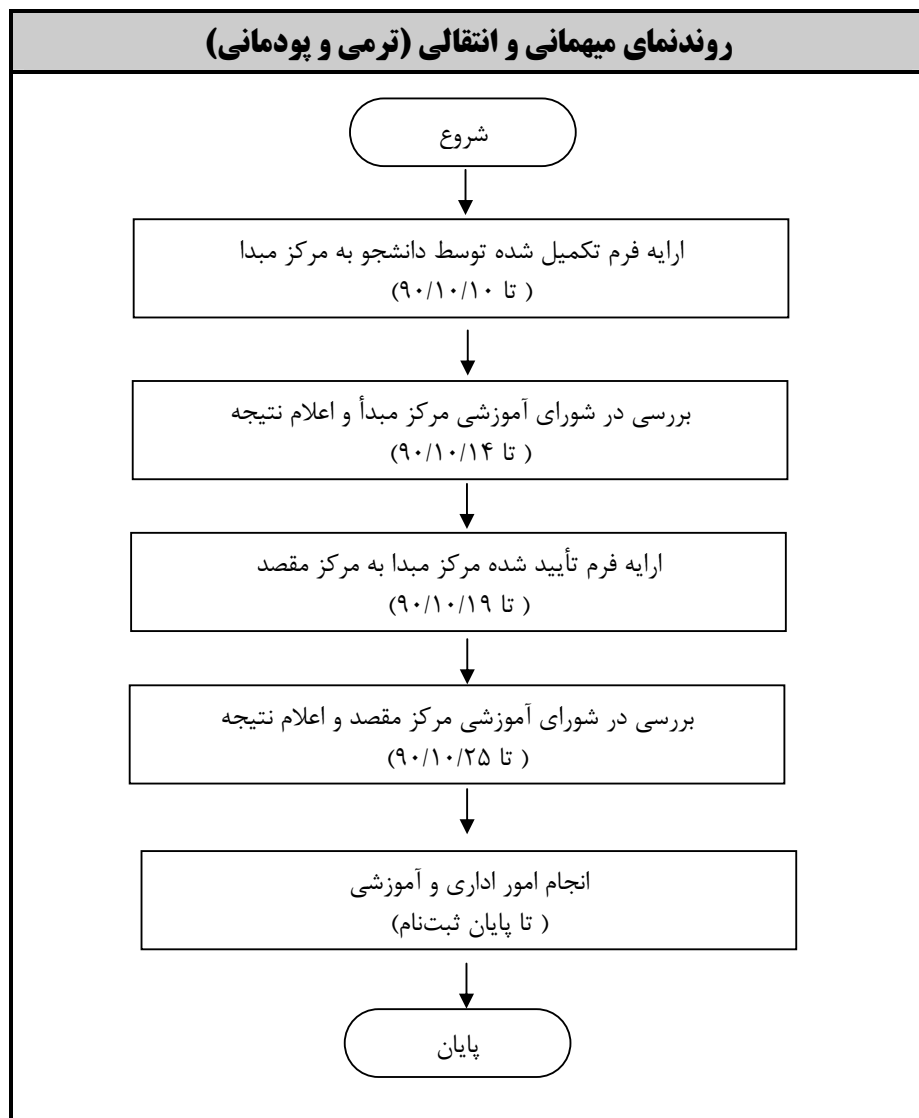 روندنمای میهمانی و انتقالی (ترمی و پودمانی)
شروع
ارایه فرم تکمیل شده توسط دانشجو به مرکز مبدا
( تا ۹۰/۱۰/۱۰)
بررسی در شورای آموزشی مرکز مبدأ و اعلام نتیجه
( تا ۹۰/۱۰/۱۴)
ارایه فرم تأیید شده مرکز مبدا به مرکز مقصد
( تا ۹۰/۱۰/۱۹)
بررسی در شورای آموزشی مرکز مقصد و اعلام نتیجه
( تا ۹۰/۱۰/۲۵)
انجام امور اداری و آموزشی
( تا پایان ثبت‌نام)
پایان